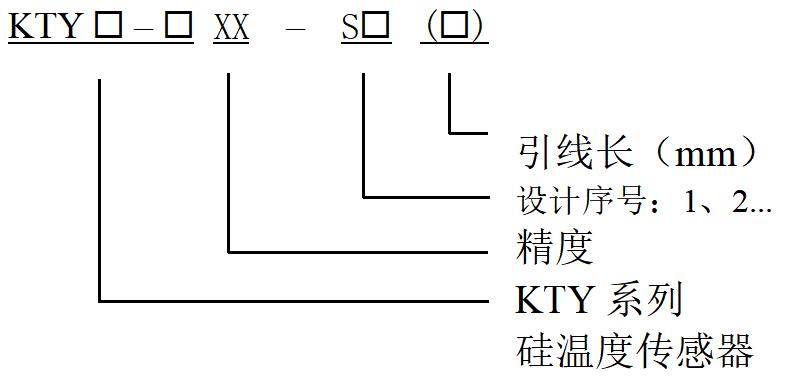 KTY□–□ XX – S□ (□)
引线长（mm）
设计序号：1、2...
精度
KTY 系列
硅温度传感器